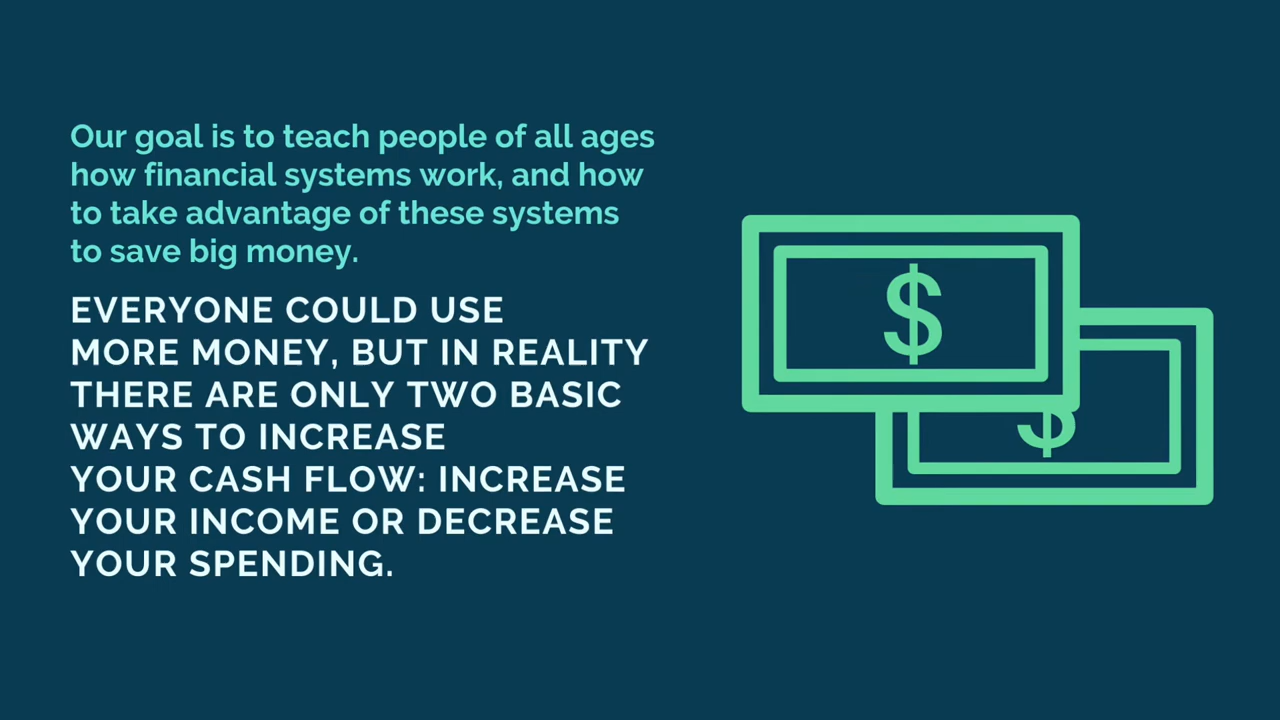 Our goal is to teach people of all ages
how financial systems work, and how
to take advantage of these systems
to save big money.
EVERYONE COULD USE
MORE MONEY, BUT IN REALITY
THERE ARE ONLY TWO BASIC
WAYS TO INCREASE
YOUR CASH FLOW: INCREASE
YOUR INCOME OR DECREASE
YOUR SPENDING.
$
$